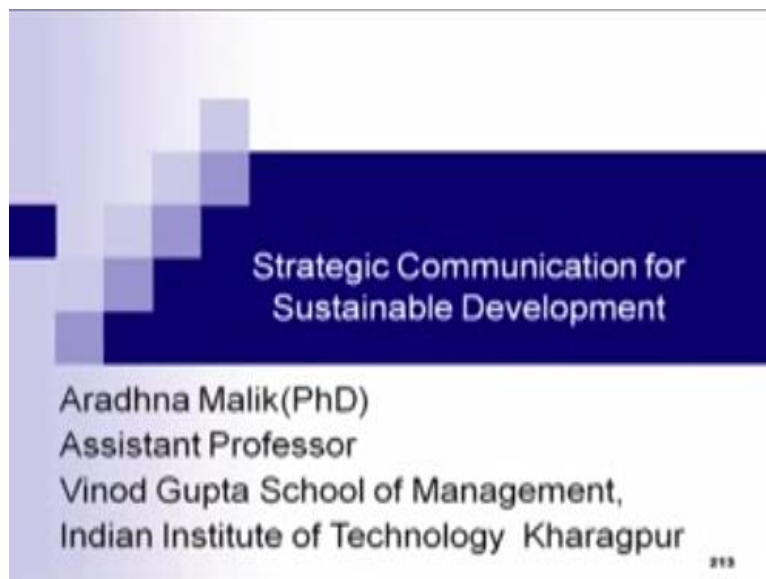 Strategic Communication for
Sustainable Development
Aradhna Malik(PhD)
Assistant Professor
Vinod Gupta School of Management,
Indian Institute of Technology Kharagpur
213